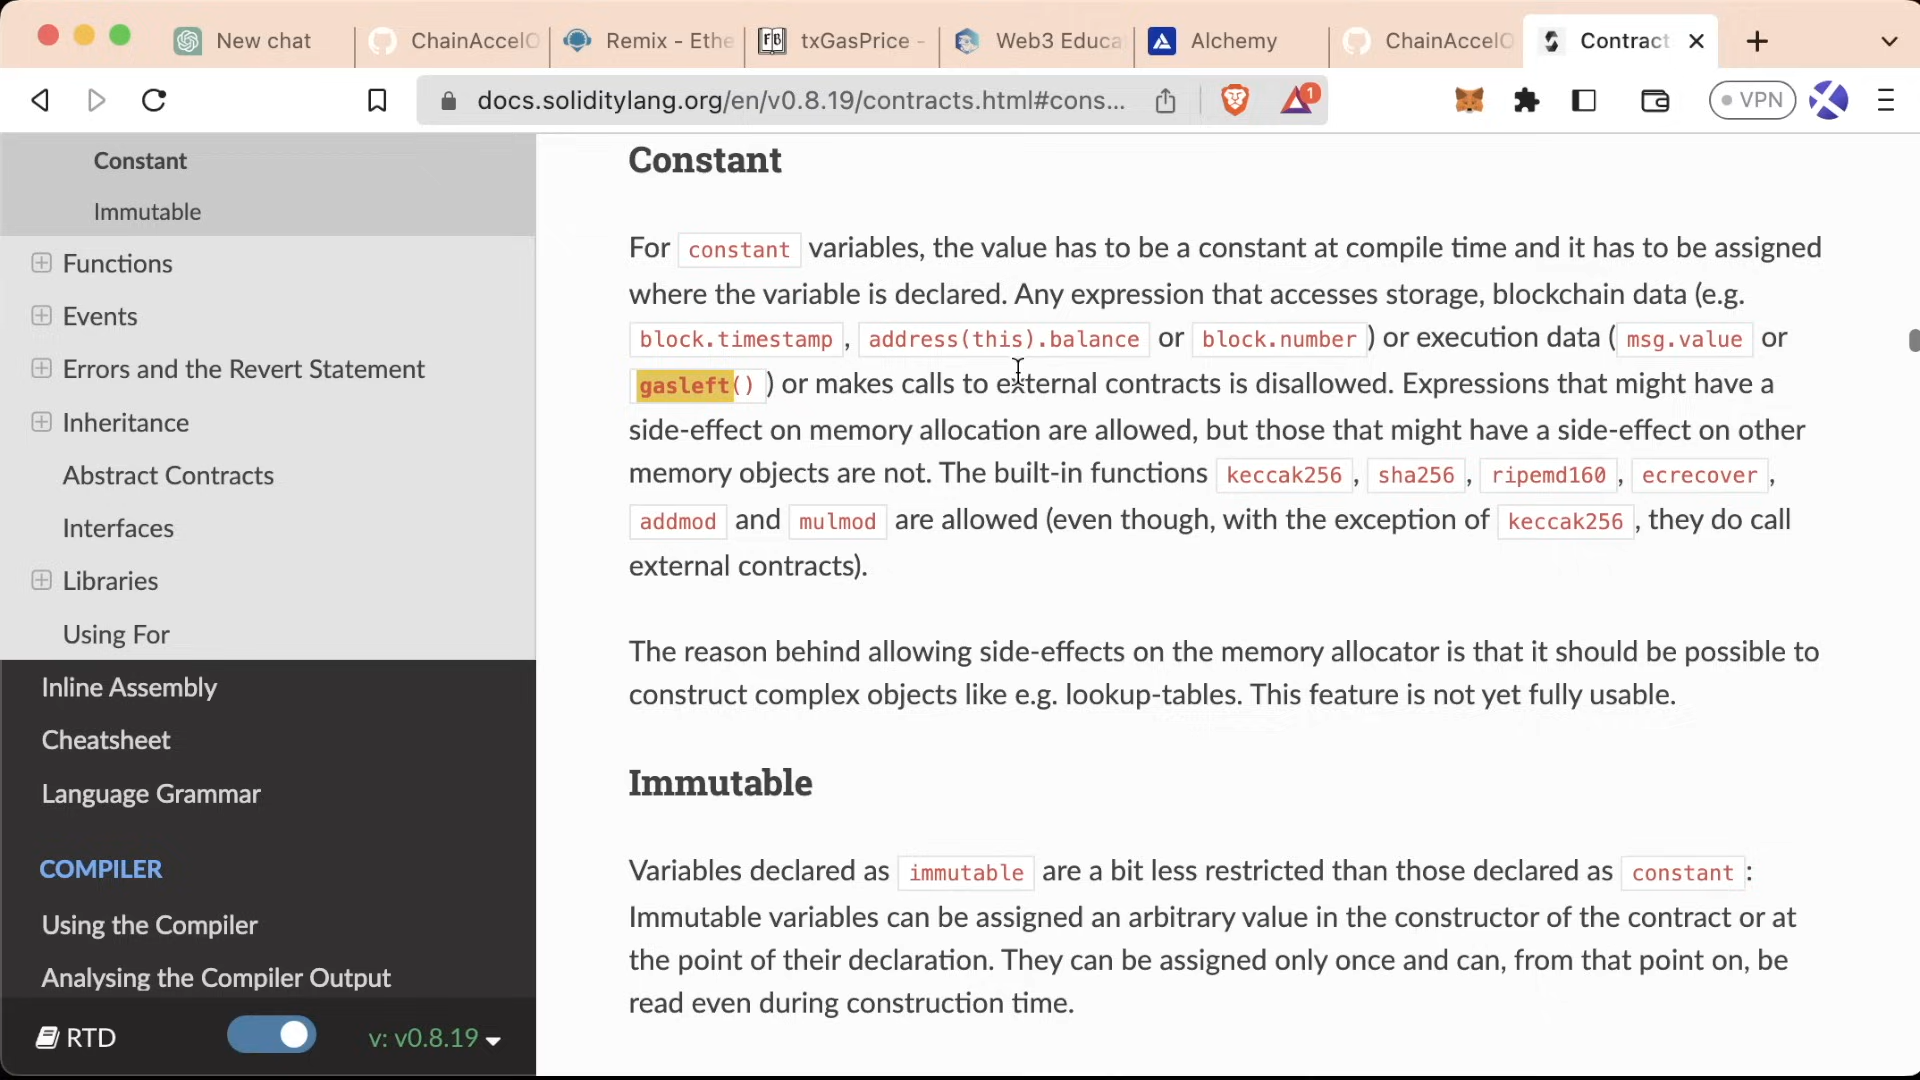 New chat
ChainAccelO
Remix - Ethe
txGasPrice -
Web3 Educa
Alchemy
ChainAccelO
Contract
docs.soliditylang.org/en/v0.8.19/contracts.html#cons...
1
VPN
Constant
Immutable
Functions
Events
Errors and the Revert Statement
Inheritance
Abstract Contracts
Interfaces
Libraries
Using For
Inline Assembly
Cheatsheet
Language Grammar
COMPILER
Using the Compiler
Analysing the Compiler Output
RTD
v: v0.8.19
Constant
For constant variables, the value has to be a constant at compile time and it has to be assigned
where the variable is declared. Any expression that accesses storage, blockchain data (e.g.
block.timestamp, address(this).balance or block.number) or execution data (msg.value or
gasleft()) or makes calls to external contracts is disallowed. Expressions that might have a
side-effect on memory allocation are allowed, but those that might have a side-effect on other
memory objects are not. The built-in functions keccak256, sha256, ripemd160, ecrecover,
addmod and mulmod are allowed (even though, with the exception of keccak256, they do call
external contracts).
The reason behind allowing side-effects on the memory allocator is that it should be possible to
construct complex objects like e.g. lookup-tables. This feature is not yet fully usable.
Immutable
Variables declared as immutable are a bit less restricted than those declared as constant:
Immutable variables can be assigned an arbitrary value in the constructor of the contract or at
the point of their declaration. They can be assigned only once and can, from that point on, be
read even during construction time.